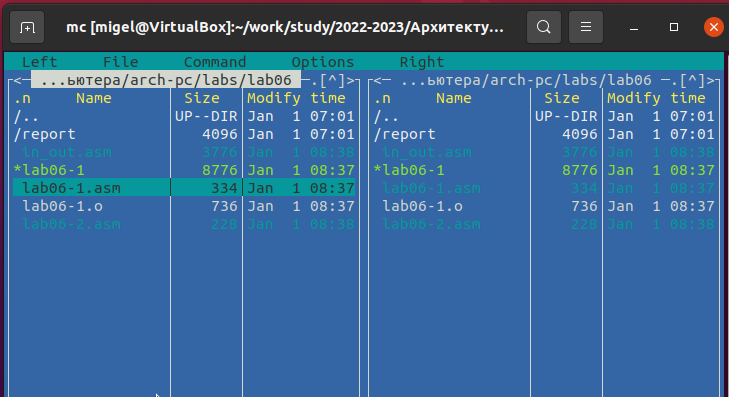 mc [migel@VirtualBox]:~/work/study/2022-2023/Архитекту...
Left File Command Options Right
<─ ...ьютера/arch-pc/labs/lab06 ─.[^]>
.n Name Size Modify time
/.. UP--DIR Jan 1 07:01
/report 4096 Jan 1 07:01
in_out.asm 3776 Jan 1 08:38
*lab06-1 8776 Jan 1 08:37
lab06-1.asm 334 Jan 1 08:37
lab06-1.o 736 Jan 1 08:37
lab06-2.asm 228 Jan 1 08:38
<─ ...ьютера/arch-pc/labs/lab06 ─.[^]>
.n Name Size Modify time
/.. UP--DIR Jan 1 07:01
/report 4096 Jan 1 07:01
in_out.asm 3776 Jan 1 08:38
*lab06-1 8776 Jan 1 08:37
lab06-1.asm 334 Jan 1 08:37
lab06-1.o 736 Jan 1 08:37
lab06-2.asm 228 Jan 1 08:38